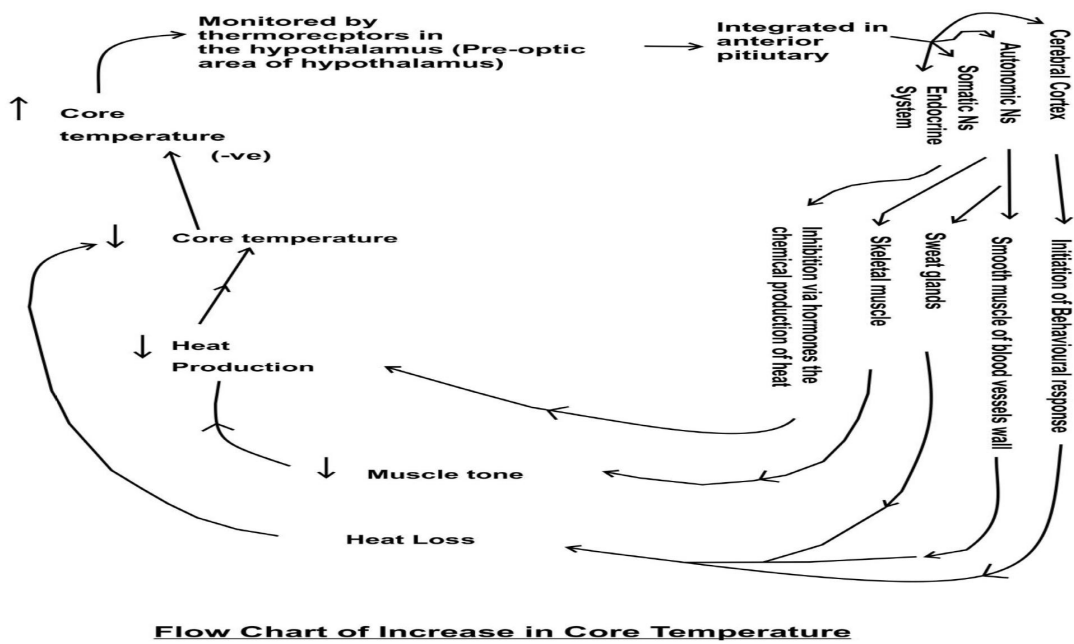 Monitored by
thermorecptors in
the hypothalamus (Pre-optic
area of hypothalamus)
Integrated in
anterior
pitiutary
Cerebral Cortex
Autonomic Ns
Somatic Ns
Endocrine
System
↑ Core
temperature
(-ve)
↓ Core temperature
↓ Heat
Production
↓ Muscle tone
Heat Loss
Inhibition via hormones the
chemical production of heat
Skeletal muscle
Sweat glands
Smooth muscle of blood vessels wall
Initiation of Behavioural response
Flow Chart of Increase in Core Temperature